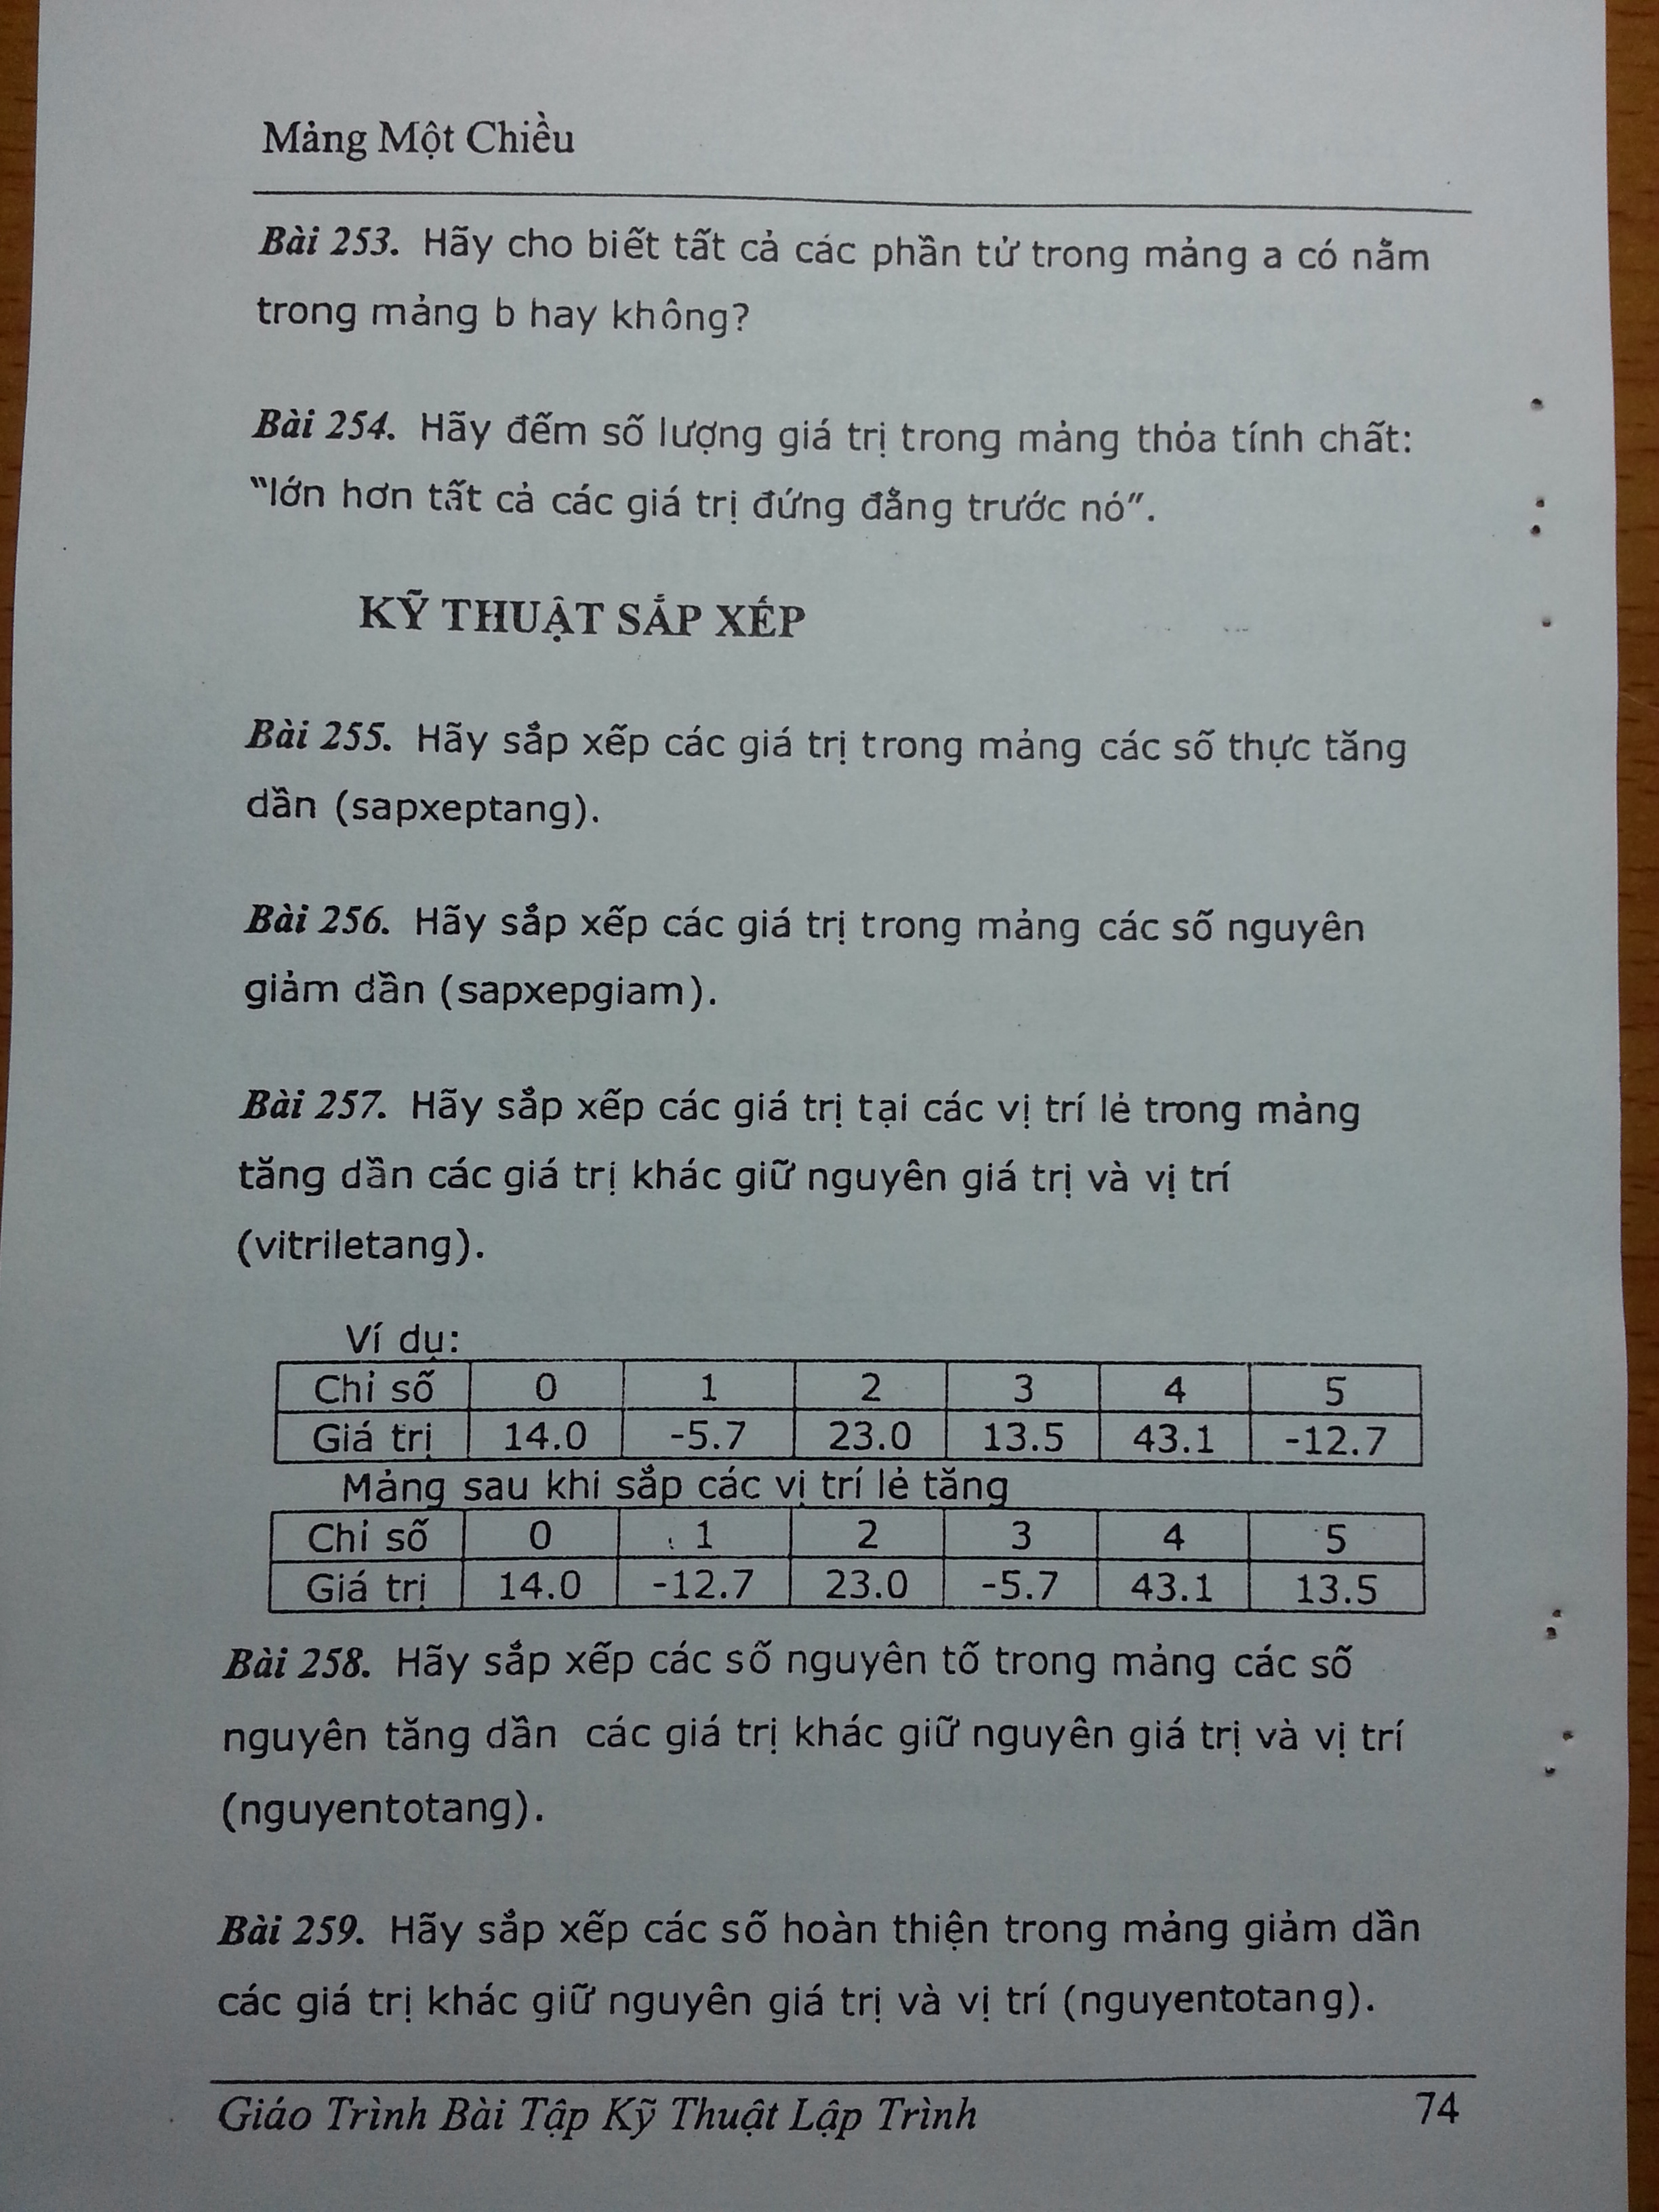 Mảng Một Chiều
Bài 253. Hãy cho biết tất cả các phần tử trong mảng a có nằm
trong mảng b hay không?
Bài 254. Hãy đếm số lượng giá trị trong mảng thỏa tính chất:
“lớn hơn tất cả các giá trị đứng đằng trước nó”.
KỸ THUẬT SẮP XẾP
Bài 255. Hãy sắp xếp các giá trị trong mảng các số thực tăng
dần (sapxeptang).
Bài 256. Hãy sắp xếp các giá trị trong mảng các số nguyên
giảm dần (sapxepgiam).
Bài 257. Hãy sắp xếp các giá trị tại các vị trí lẻ trong mảng
tăng dần các giá trị khác giữ nguyên giá trị và vị trí
(vitriletang).
Ví dụ:
Chỉ số 0 1 2 3 4 5
Giá trị 14.0 -5.7 23.0 13.5 43.1 -12.7
Mảng sau khi sắp các vị trí lẻ tăng
Chỉ số 0 1 2 3 4 5
Giá trị 14.0 -12.7 23.0 -5.7 43.1 13.5
Bài 258. Hãy sắp xếp các số nguyên tố trong mảng các số
nguyên tăng dần các giá trị khác giữ nguyên giá trị và vị trí
(nguyentotang).
Bài 259. Hãy sắp xếp các số hoàn thiện trong mảng giảm dần
các giá trị khác giữ nguyên giá trị và vị trí (nguyentotang).
Giáo Trình Bài Tập Kỹ Thuật Lập Trình 74